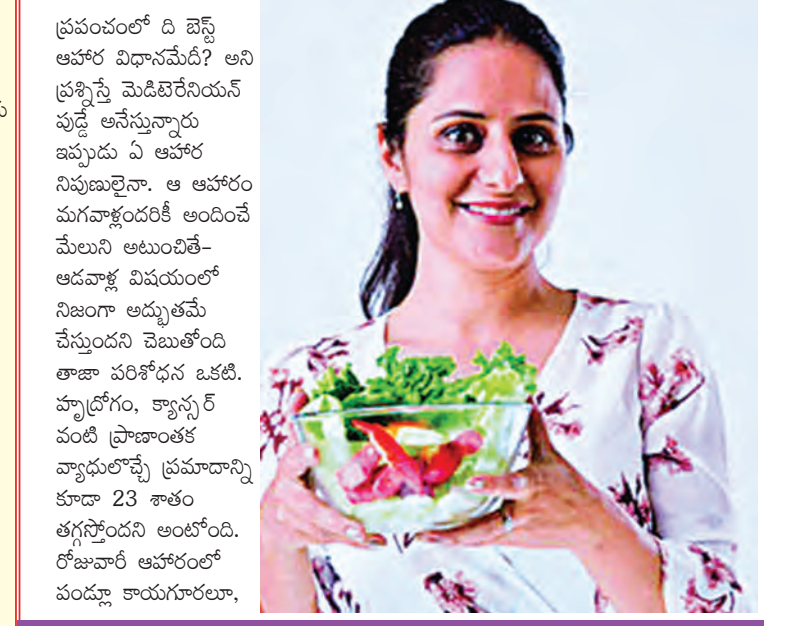 ప్రపంచంలో ది బెస్ట్
ఆహార విధానమేదీ? అని
ప్రశ్నిస్తే మెడిటెరేనియన్
పుడ్డే అనేస్తున్నారు
ఇప్పుడు ఏ ఆహార
నిపుణులైనా. ఆ ఆహారం
మగవాళ్లందరికీ అందించే
మేలుని అటుంచితే-
ఆడవాళ్ల విషయంలో
నిజంగా అద్భుతమే
చేస్తుందని చెబుతోంది
తాజా పరిశోధన ఒకటి.
హృద్రోగం, క్యాన్సర్
వంటి ప్రాణాంతక
వ్యాధులొచ్చే ప్రమాదాన్ని
కూడా 23 శాతం
తగ్గస్తోందని అంటోంది.
రోజువారీ ఆహారంలో
పండ్లూ కాయగూరలూ,